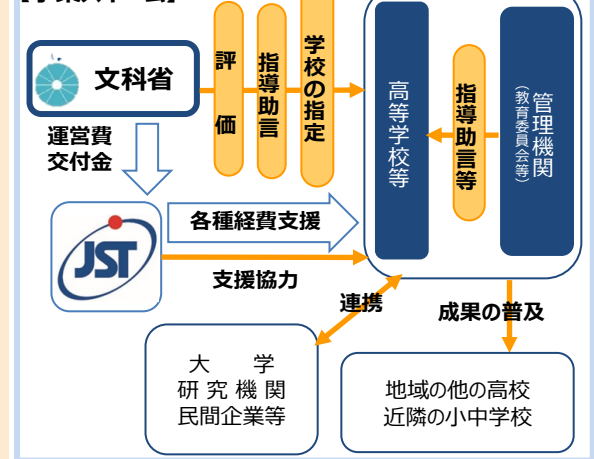 文科省
評価
指導助言
学校の指定
高等学校等
指導助言等
管理機関
（教育委員会等）
運営費
交付金
JST
各種経費支援
支援協力
連携
成果の普及
大　学
研究機関
民間企業等
地域の他の高校
近隣の小中学校